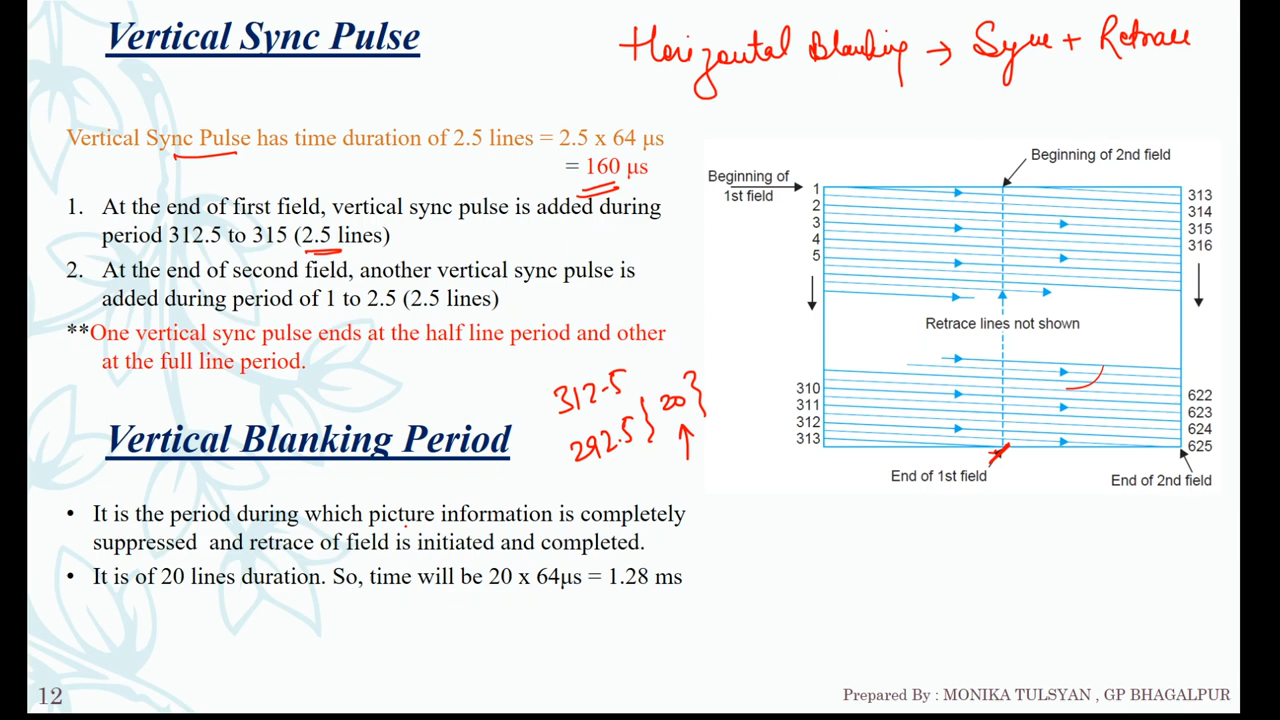 Vertical Sync Pulse
Horizontal Blanking → Sync + Retrace
Vertical Sync Pulse has time duration of 2.5 lines = 2.5 x 64 µs
= 160 µs
1. At the end of first field, vertical sync pulse is added during
period 312.5 to 315 (2.5 lines)
2. At the end of second field, another vertical sync pulse is
added during period of 1 to 2.5 (2.5 lines)
**One vertical sync pulse ends at the half line period and other
at the full line period.
312.5
292.5 } 20 }
Beginning of 2nd field
Beginning of
1st field
1
2
3
4
5
313
314
315
316
Retrace lines not shown
310
311
312
313
622
623
624
625
End of 1st field
End of 2nd field
Vertical Blanking Period
• It is the period during which picture information is completely
suppressed and retrace of field is initiated and completed.
• It is of 20 lines duration. So, time will be 20 x 64µs = 1.28 ms
12
Prepared By : MONIKA TULSYAN , GP BHAGALPUR